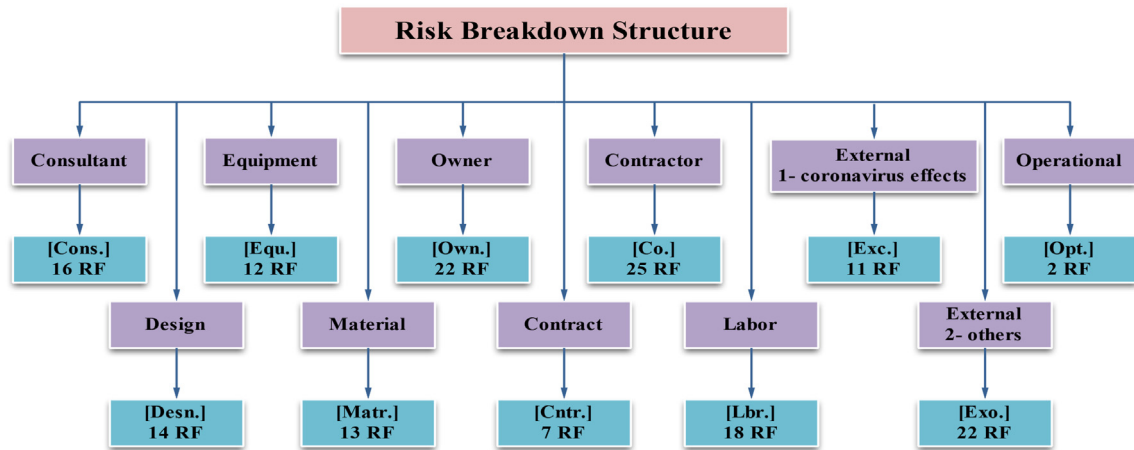 Risk Breakdown Structure
Consultant
Equipment
Owner
Contractor
External
1- coronavirus effects
Operational
[Cons.]
16 RF
[Equ.]
12 RF
[Own.]
22 RF
[Co.]
25 RF
[Exc.]
11 RF
[Opt.]
2 RF
Design
Material
Contract
Labor
External
2- others
[Desn.]
14 RF
[Matr.]
13 RF
[Cntr.]
7 RF
[Lbr.]
18 RF
[Exo.]
22 RF